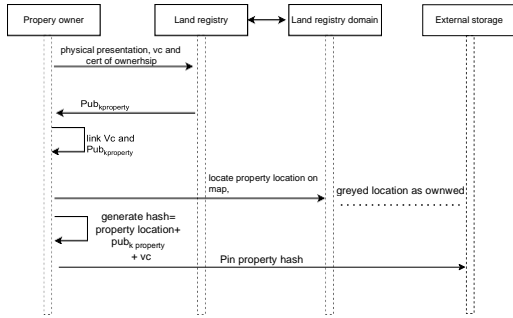 Propery owner
Land registry
Land registry domain
External storage
physical presentation, vc and
cert of ownerhsip
Pub kproperty
link Vc and
Pub kproperty
locate property location on
map,
greyed location as ownwed
generate hash=
property location+
pub k property
+ vc
Pin property hash